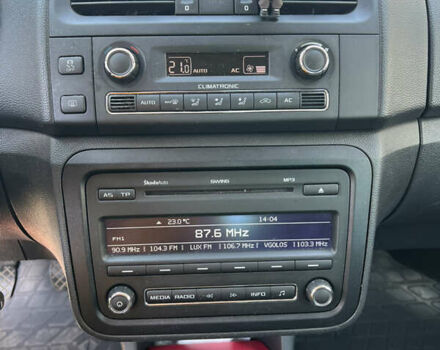 0 0
21.0 AUTO AC
CLIMATRONIC
AUTO AC
ŠkodaAuto SWING MP3
AS TP
23.0 °C 14:04
87.6 MHz
FM1
90.9 MHz 104.3 FM LUX FM 106.7 MHz VGOLOS 103.3 MHz
MEDIA RADIO INFO